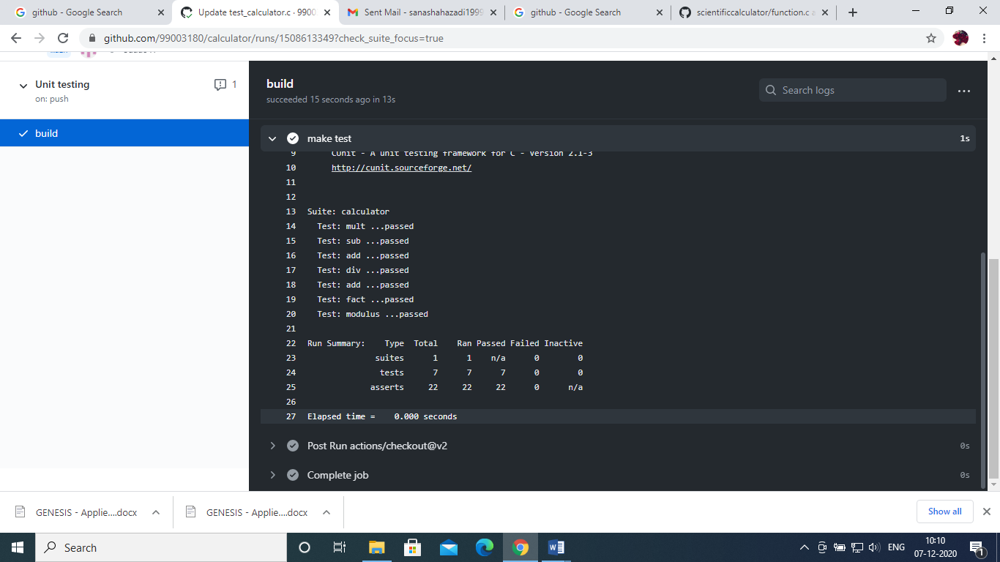 github - Google Search
Update test_calculator.c · 9900
Sent Mail - sanashahazadi1999
github - Google Search
scientificcalculator/function.c a
github.com/99003180/calculator/runs/1508613349?check_suite_focus=true
Unit testing
1
on: push
build
build
succeeded 15 seconds ago in 13s
Search logs
make test
1s
9 CUnit - A unit testing framework for C - Version 2.1-3
10 http://cunit.sourceforge.net/
11
12
13 Suite: calculator
14 Test: mult ...passed
15 Test: sub ...passed
16 Test: add ...passed
17 Test: div ...passed
18 Test: add ...passed
19 Test: fact ...passed
20 Test: modulus ...passed
21
22 Run Summary: Type Total Ran Passed Failed Inactive
23 suites 1 1 n/a 0 0
24 tests 7 7 7 0 0
25 asserts 22 22 22 0 n/a
26
27 Elapsed time = 0.000 seconds
Post Run actions/checkout@v2 0s
Complete job 0s
GENESIS - Applie....docx
GENESIS - Applie....docx
Show all
Search
ENG
10:10
07-12-2020
1